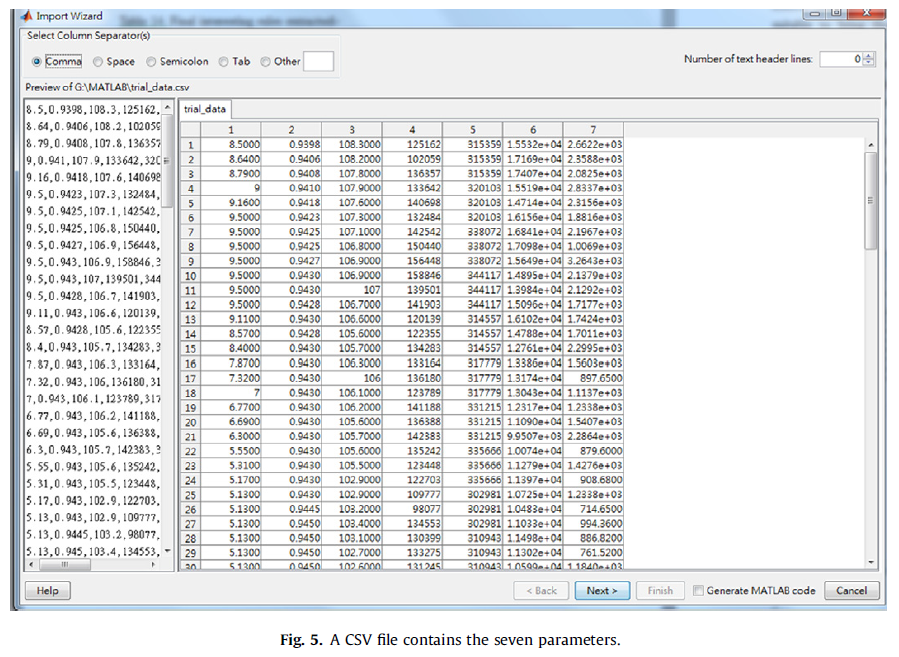 Import Wizard
Select Column Separator(s)
Comma Space Semicolon Tab Other
Number of text header lines: 0
Preview of G:\MATLAB\trial_data.csv
8.5,0.9398,108.3,125162,
8.64,0.9406,108.2,102059
8.79,0.9408,107.8,136357
9,0.941,107.9,133642,320
9.16,0.9418,107.6,140698
9.5,0.9423,107.3,132484,
9.5,0.9425,107.1,142542,
9.5,0.9425,106.8,150440,
9.5,0.9427,106.9,156448,
9.5,0.943,106.9,158846,3
9.5,0.943,107,139501,344
9.5,0.9428,106.7,141903,
9.11,0.943,106.6,120139,
8.57,0.9428,105.6,122355
8.4,0.943,105.7,134283,3
7.87,0.943,106.3,133164,
7.32,0.943,106,136180,31
7,0.943,106.1,123789,317
6.77,0.943,106.2,141188,
6.69,0.943,105.6,136388,
6.3,0.943,105.7,142383,3
5.55,0.943,105.6,135242,
5.31,0.943,105.5,123448,
5.17,0.943,102.9,122703,
5.13,0.943,102.9,109777,
5.13,0.9445,103.2,98077,
5.13,0.945,103.4,134553,
trial_data
1 2 3 4 5 6 7
1 8.5000 0.9398 108.3000 125162 315359 1.5532e+04 2.6622e+03
2 8.6400 0.9406 108.2000 102059 315359 1.7169e+04 2.3588e+03
3 8.7900 0.9408 107.8000 136357 315359 1.7407e+04 2.0825e+03
4 9 0.9410 107.9000 133642 320103 1.5519e+04 2.8337e+03
5 9.1600 0.9418 107.6000 140698 320103 1.4714e+04 2.3156e+03
6 9.5000 0.9423 107.3000 132484 320103 1.6156e+04 1.8816e+03
7 9.5000 0.9425 107.1000 142542 338072 1.6841e+04 2.1967e+03
8 9.5000 0.9425 106.8000 150440 338072 1.7098e+04 1.0069e+03
9 9.5000 0.9427 106.9000 156448 338072 1.5649e+04 3.2643e+03
10 9.5000 0.9430 106.9000 158846 344117 1.4895e+04 2.1379e+03
11 9.5000 0.9430 107 139501 344117 1.3984e+04 2.1292e+03
12 9.5000 0.9428 106.7000 141903 344117 1.5096e+04 1.7177e+03
13 9.1100 0.9430 106.6000 120139 314557 1.6102e+04 1.7424e+03
14 8.5700 0.9428 105.6000 122355 314557 1.4788e+04 1.7011e+03
15 8.4000 0.9430 105.7000 134283 314557 1.2761e+04 2.2995e+03
16 7.8700 0.9430 106.3000 133164 317779 1.3386e+04 1.5603e+03
17 7.3200 0.9430 106 136180 317779 1.3174e+04 897.6500
18 7 0.9430 106.1000 123789 317779 1.3043e+04 1.1137e+03
19 6.7700 0.9430 106.2000 141188 331215 1.2317e+04 1.2338e+03
20 6.6900 0.9430 105.6000 136388 331215 1.1090e+04 1.5407e+03
21 6.3000 0.9430 105.7000 142383 331215 9.9507e+03 2.2864e+03
22 5.5500 0.9430 105.6000 135242 335666 1.0074e+04 879.6000
23 5.3100 0.9430 105.5000 123448 335666 1.1279e+04 1.4276e+03
24 5.1700 0.9430 102.9000 122703 335666 1.1397e+04 908.6800
25 5.1300 0.9430 102.9000 109777 302981 1.0725e+04 1.2338e+03
26 5.1300 0.9445 103.2000 98077 302981 1.0483e+04 714.6500
27 5.1300 0.9450 103.4000 134553 302981 1.1033e+04 994.3600
28 5.1300 0.9450 103.1000 130399 310943 1.1498e+04 886.8200
29 5.1300 0.9450 102.7000 133275 310943 1.1302e+04 761.5200
30 5.1300 0.9450 102.6000 131245 310943 1.0599e+04 1.1840e+03
Help < Back Next > Finish Generate MATLAB code Cancel
Fig. 5. A CSV file contains the seven parameters.